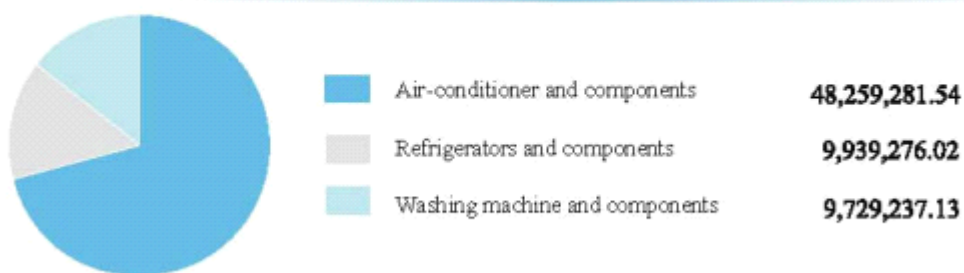 Air-conditioner and components 48,259,281.54
Refrigerators and components 9,939,276.02
Washing machine and components 9,729,237.13